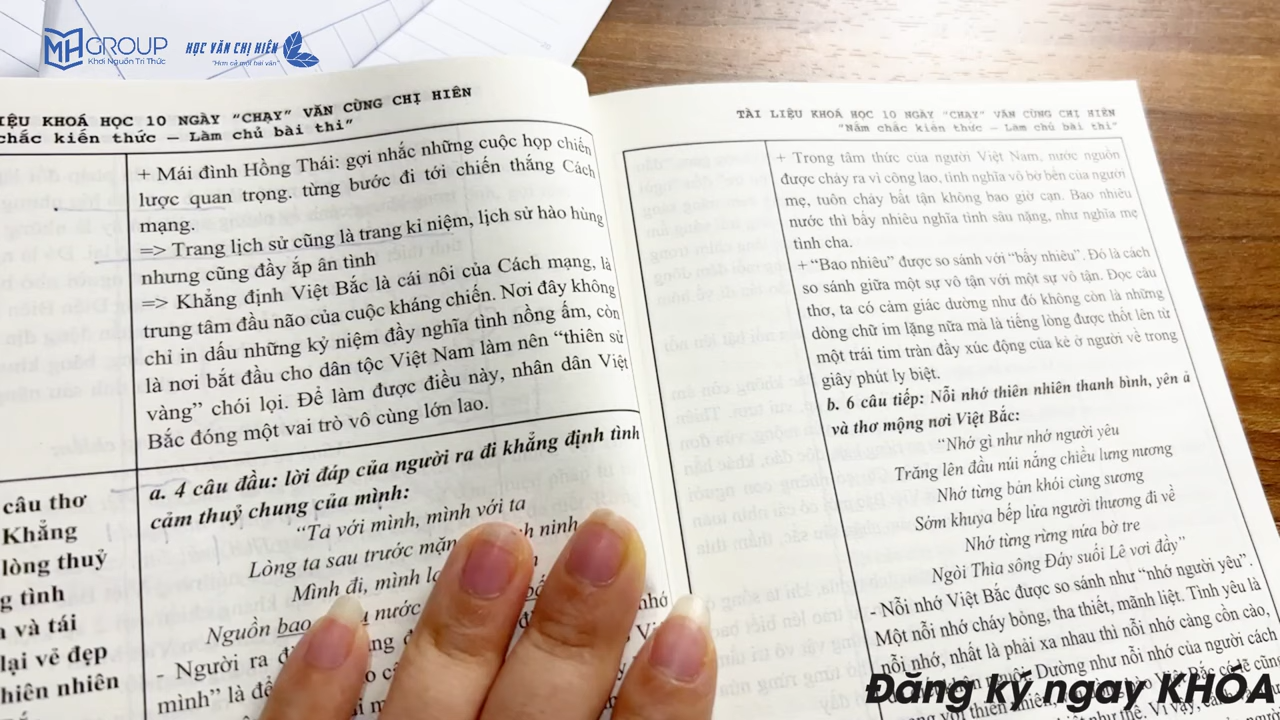 MH GROUP
Khơi Nguồn Tri Thức
HỌC VĂN CHỊ HIÊN
"Hơn cả một bài văn"
IỆU KHOÁ HỌC 10 NGÀY "CHẠY" VĂN CÙNG CHỊ HIÊN
chắc kiến thức – Làm chủ bài thi"
+ Mái đình Hồng Thái: gợi nhắc những cuộc họp chiến
lược quan trọng. từng bước đi tới chiến thắng Cách
mạng.
=> Trang lịch sử cũng là trang kỉ niệm, lịch sử hào hùng
nhưng cũng đầy ắp ân tình
=> Khẳng định Việt Bắc là cái nôi của Cách mạng, là
trung tâm đầu não của cuộc kháng chiến. Nơi đây không
chỉ in dấu những kỷ niệm đầy nghĩa tình nồng ấm, còn
là nơi bắt đầu cho dân tộc Việt Nam làm nên “thiên sử
vàng” chói lọi. Để làm được điều này, nhân dân Việt
Bắc đóng một vai trò vô cùng lớn lao.
câu thơ
Khẳng
lòng thuỷ
g tình
và tái
lại vẻ đẹp
hiên nhiên
a. 4 câu đầu: lời đáp của người ra đi khẳng định tình
cảm thuỷ chung của mình:
“Ta với mình, mình với ta
Lòng ta sau trước mặn ninh
Mình đi, mình
Nguồn bao nước
- Người ra
minh” là
TÀI LIỆU KHOÁ HỌC 10 NGÀY "CHẠY" VĂN CÙNG CHỊ HIÊN
"Nắm chắc kiến thức – Làm chủ bài thi"
+ Trong tâm thức của người Việt Nam, nước nguồn
được chảy ra vì công lao, tình nghĩa vô bờ bến của người
mẹ, tuôn chảy bất tận không bao giờ cạn. Bao nhiêu
nước thì bấy nhiêu nghĩa tình sâu nặng, như nghĩa mẹ
tình cha.
+ “Bao nhiêu” được so sánh với “bấy nhiêu”. Đó là cách
so sánh giữa một sự vô tận với một sự vô tận. Đọc câu
thơ, ta có cảm giác dường như đó không còn là những
dòng chữ im lặng nữa mà là tiếng lòng được thốt lên từ
một trái tim tràn đầy xúc động của kẻ ở người về trong
giây phút ly biệt.
b. 6 câu tiếp: Nỗi nhớ thiên nhiên thanh bình, yên ả
và thơ mộng nơi Việt Bắc:
“Nhớ gì như nhớ người yêu
Trăng lên đầu núi nắng chiều lưng nương
Nhớ từng bản khói cùng sương
Sớm khuya bếp lửa người thương đi về
Nhớ từng rừng nứa bờ tre
Ngòi Thia sông Đáy suối Lê vơi đầy”
- Nỗi nhớ Việt Bắc được so sánh như “nhớ người yêu”.
Một nỗi nhớ cháy bỏng, tha thiết, mãnh liệt. Tình yêu là
nỗi nhớ, nhất là phải xa nhau thì nỗi nhớ càng cồn cào,
nguôi. Dường như nỗi nhớ của người cách
Đăng ký ngay KHÓA